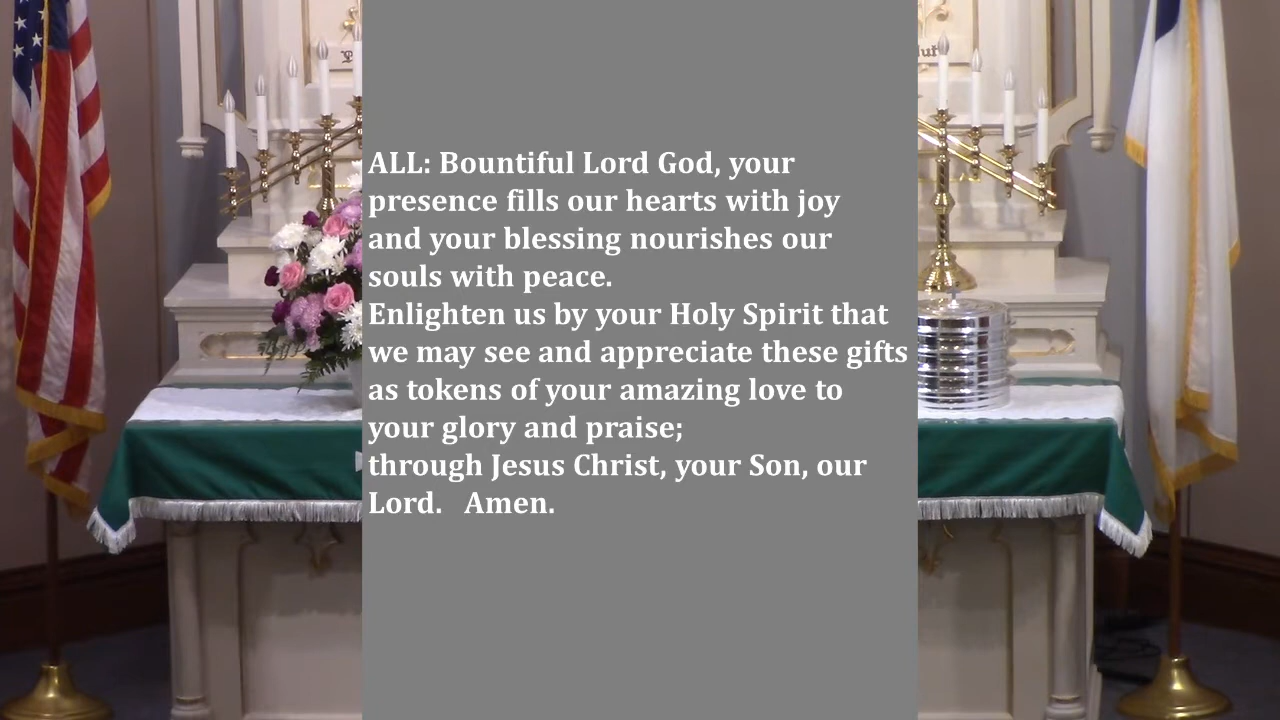 ALL: Bountiful Lord God, your
presence fills our hearts with joy
and your blessing nourishes our
souls with peace.
Enlighten us by your Holy Spirit that
we may see and appreciate these gifts
as tokens of your amazing love to
your glory and praise;
through Jesus Christ, your Son, our
Lord.   Amen.